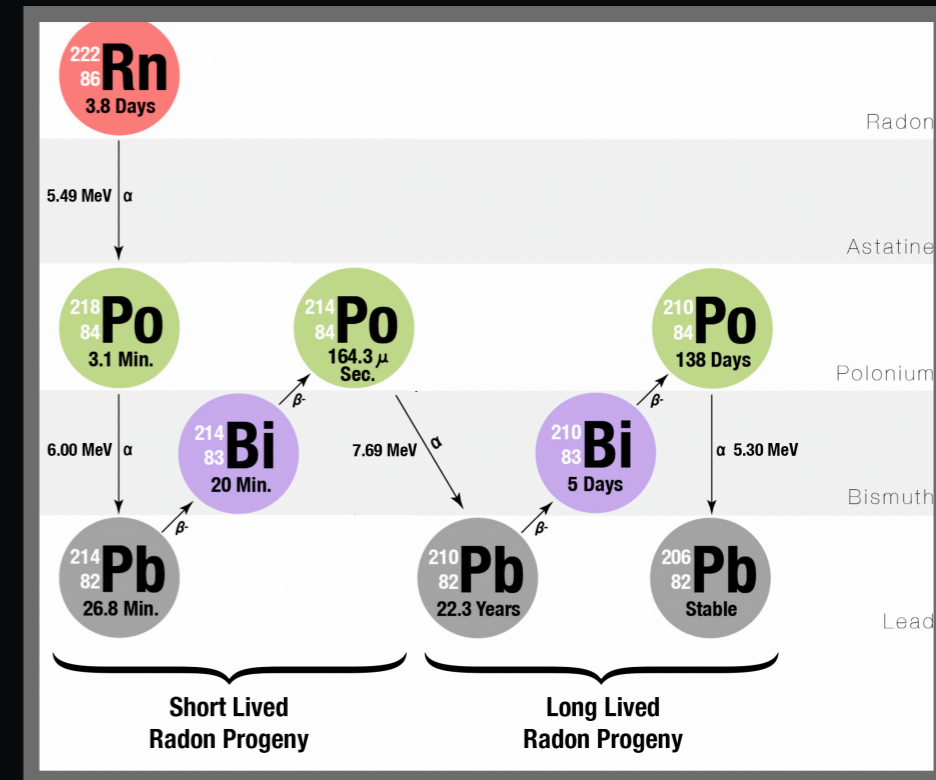 222
86 Rn
3.8 Days
Radon
5.49 MeV α
Astatine
218
84 Po
3.1 Min.
214
84 Po
164.3 μ
Sec.
210
84 Po
138 Days
Polonium
β-
β-
6.00 MeV α
214
83 Bi
20 Min.
7.69 MeV α
210
83 Bi
5 Days
α 5.30 MeV
Bismuth
β-
β-
214
82 Pb
26.8 Min.
210
82 Pb
22.3 Years
206
82 Pb
Stable
Lead
Short Lived
Radon Progeny
Long Lived
Radon Progeny